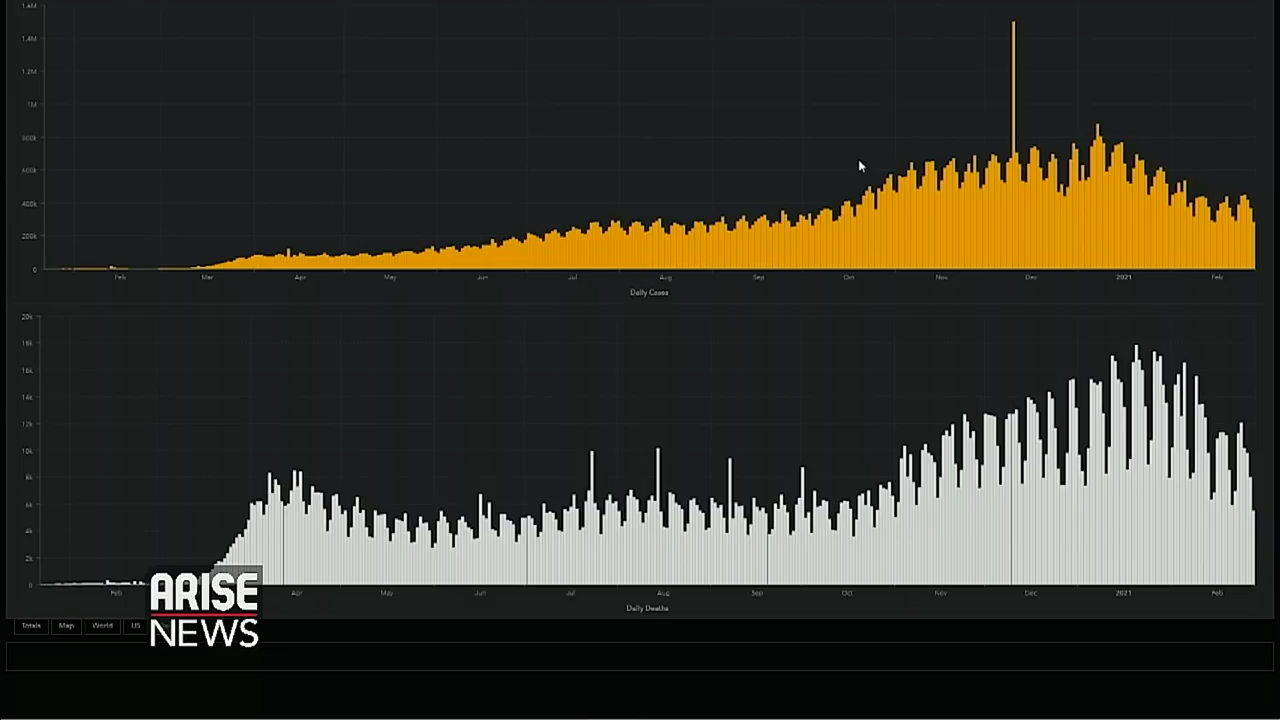 1.6M
1.4M
1.2M
1M
800k
600k
400k
200k
0
Feb Mar Apr May Jun Jul Aug Sep Oct Nov Dec 2021 Feb
Daily Cases
20k
18k
16k
14k
12k
10k
8k
6k
4k
2k
0
Feb Apr May Jun Jul Aug Sep Oct Nov Dec 2021 Feb
Daily Deaths
ARISE
NEWS
Totals Map World US